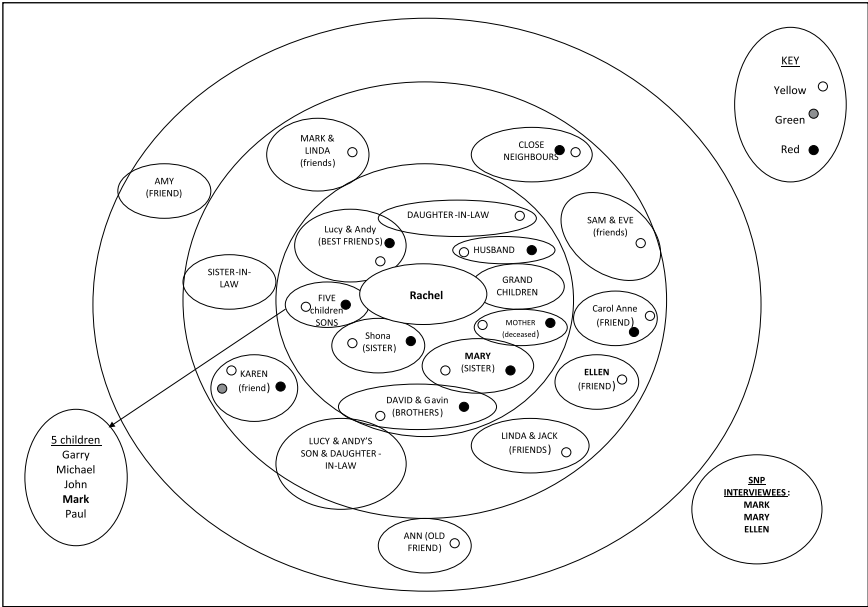 KEY
Yellow
Green
Red
MARK &
LINDA
(friends)
CLOSE
NEIGHBOURS
AMY
(FRIEND)
DAUGHTER-IN-LAW
SAM & EVE
(friends)
Lucy & Andy
(BEST FRIENDS)
HUSBAND
SISTER-IN-
LAW
GRAND
CHILDREN
Rachel
FIVE
children
SONS
Carol Anne
(FRIEND)
MOTHER
(deceased)
Shona
(SISTER)
MARY
(SISTER)
KAREN
(friend)
ELLEN
(FRIEND)
DAVID & Gavin
(BROTHERS)
5 children
Garry
Michael
John
Mark
Paul
LUCY & ANDY'S
SON & DAUGHTER -
IN-LAW
LINDA & JACK
(FRIENDS)
SNP
INTERVIEWEES:
MARK
MARY
ELLEN
ANN (OLD
FRIEND)